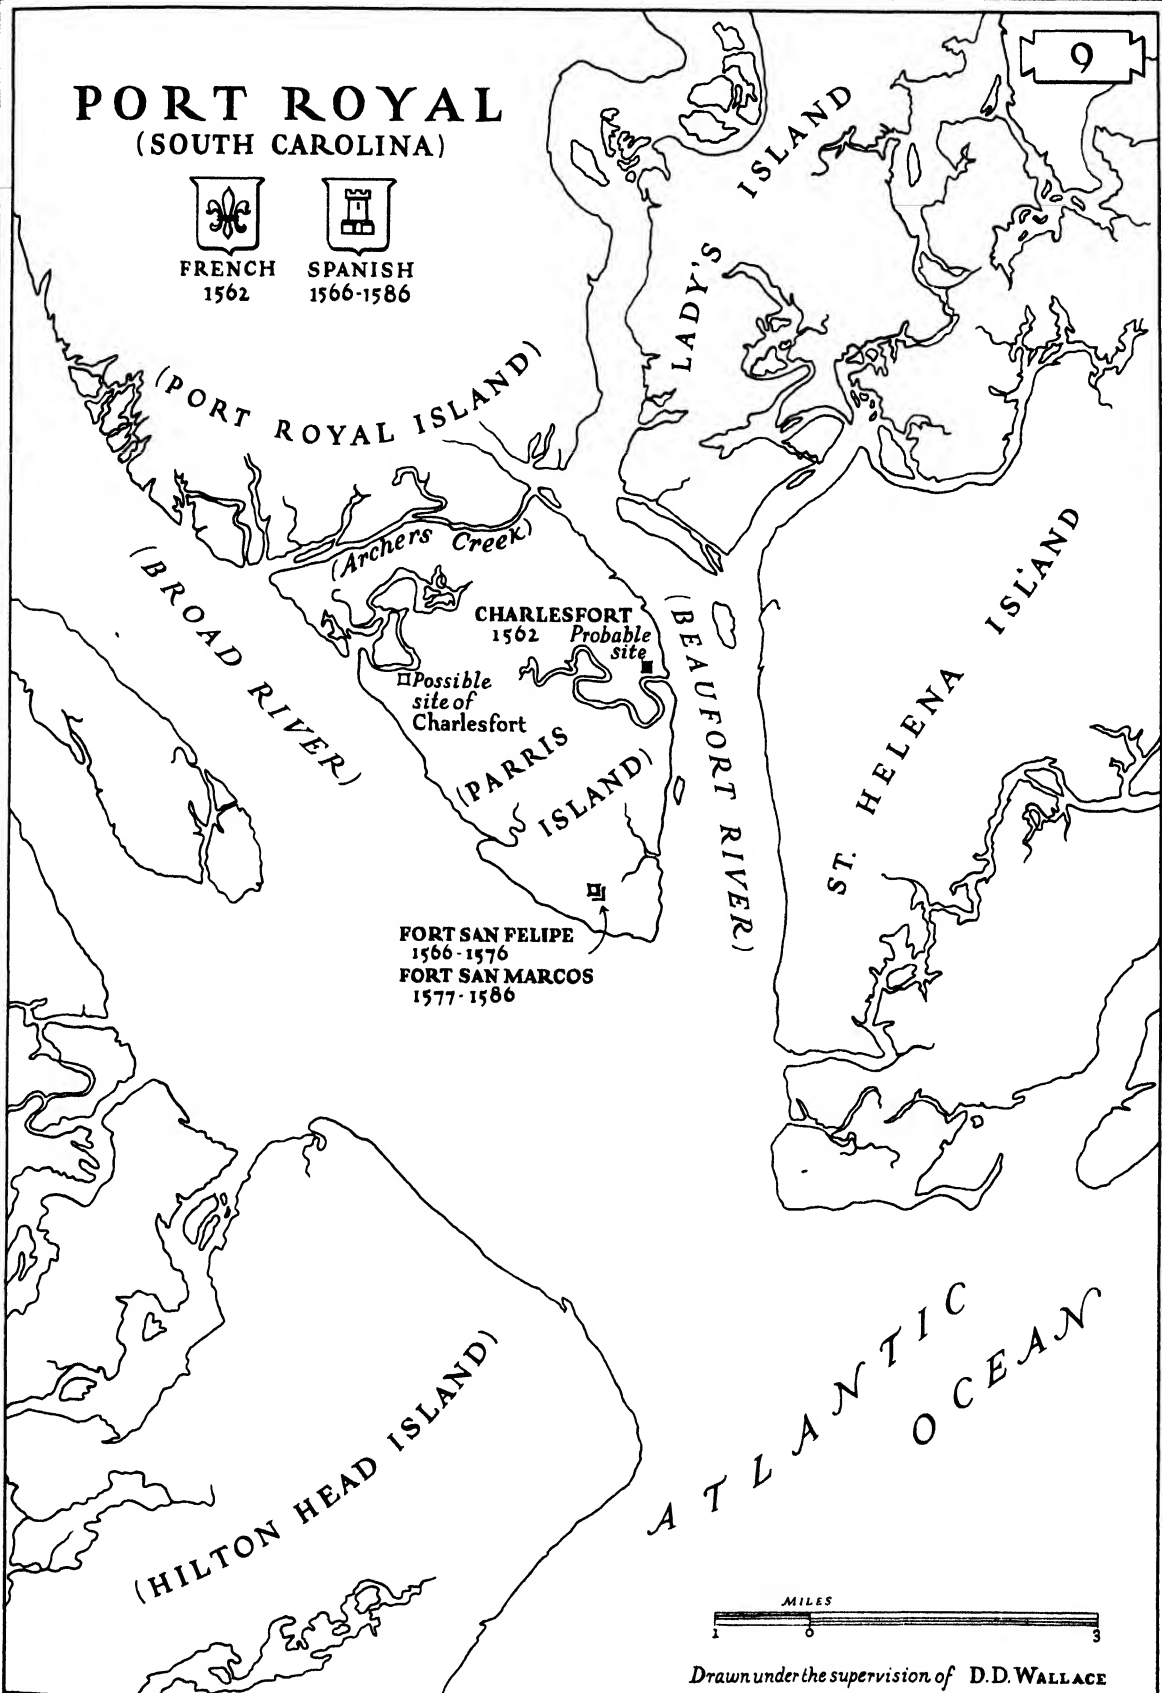 9
PORT ROYAL
(SOUTH CAROLINA)
FRENCH
1562
SPANISH
1566-1586
LADY'S ISLAND
(PORT ROYAL ISLAND)
(Archers Creek)
(BROAD RIVER)
CHARLESFORT
1562 Probable
site
Possible
site of
Charlesfort
(PARRIS
ISLAND)
(BEAUFORT RIVER)
ST. HELENA ISLAND
FORT SAN FELIPE
1566-1576
FORT SAN MARCOS
1577-1586
(HILTON HEAD ISLAND)
ATLANTIC
OCEAN
MILES
1 0 3
Drawn under the supervision of D.D. WALLACE